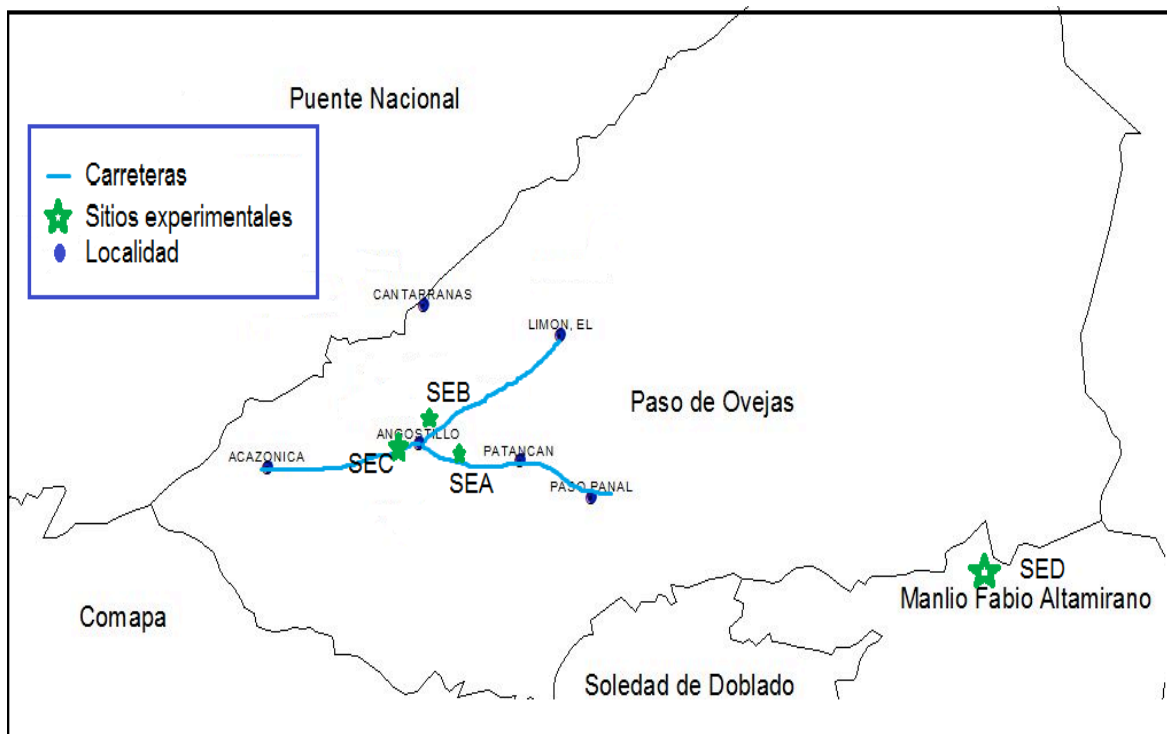 Puente Nacional
Carreteras
Sitios experimentales
Localidad
CANTARRANAS
LIMON, EL
SEB
Paso de Ovejas
ANGOSTILLO
ACAZONICA
SEC
PATANCAN
SEA
PASO PANAL
SED
Manlio Fabio Altamirano
Comapa
Soledad de Doblado